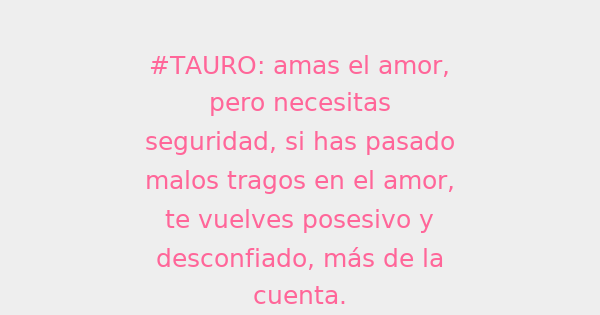 #TAURO: amas el amor,
pero necesitas
seguridad, si has pasado
malos tragos en el amor,
te vuelves posesivo y
desconfiado, más de la
cuenta.